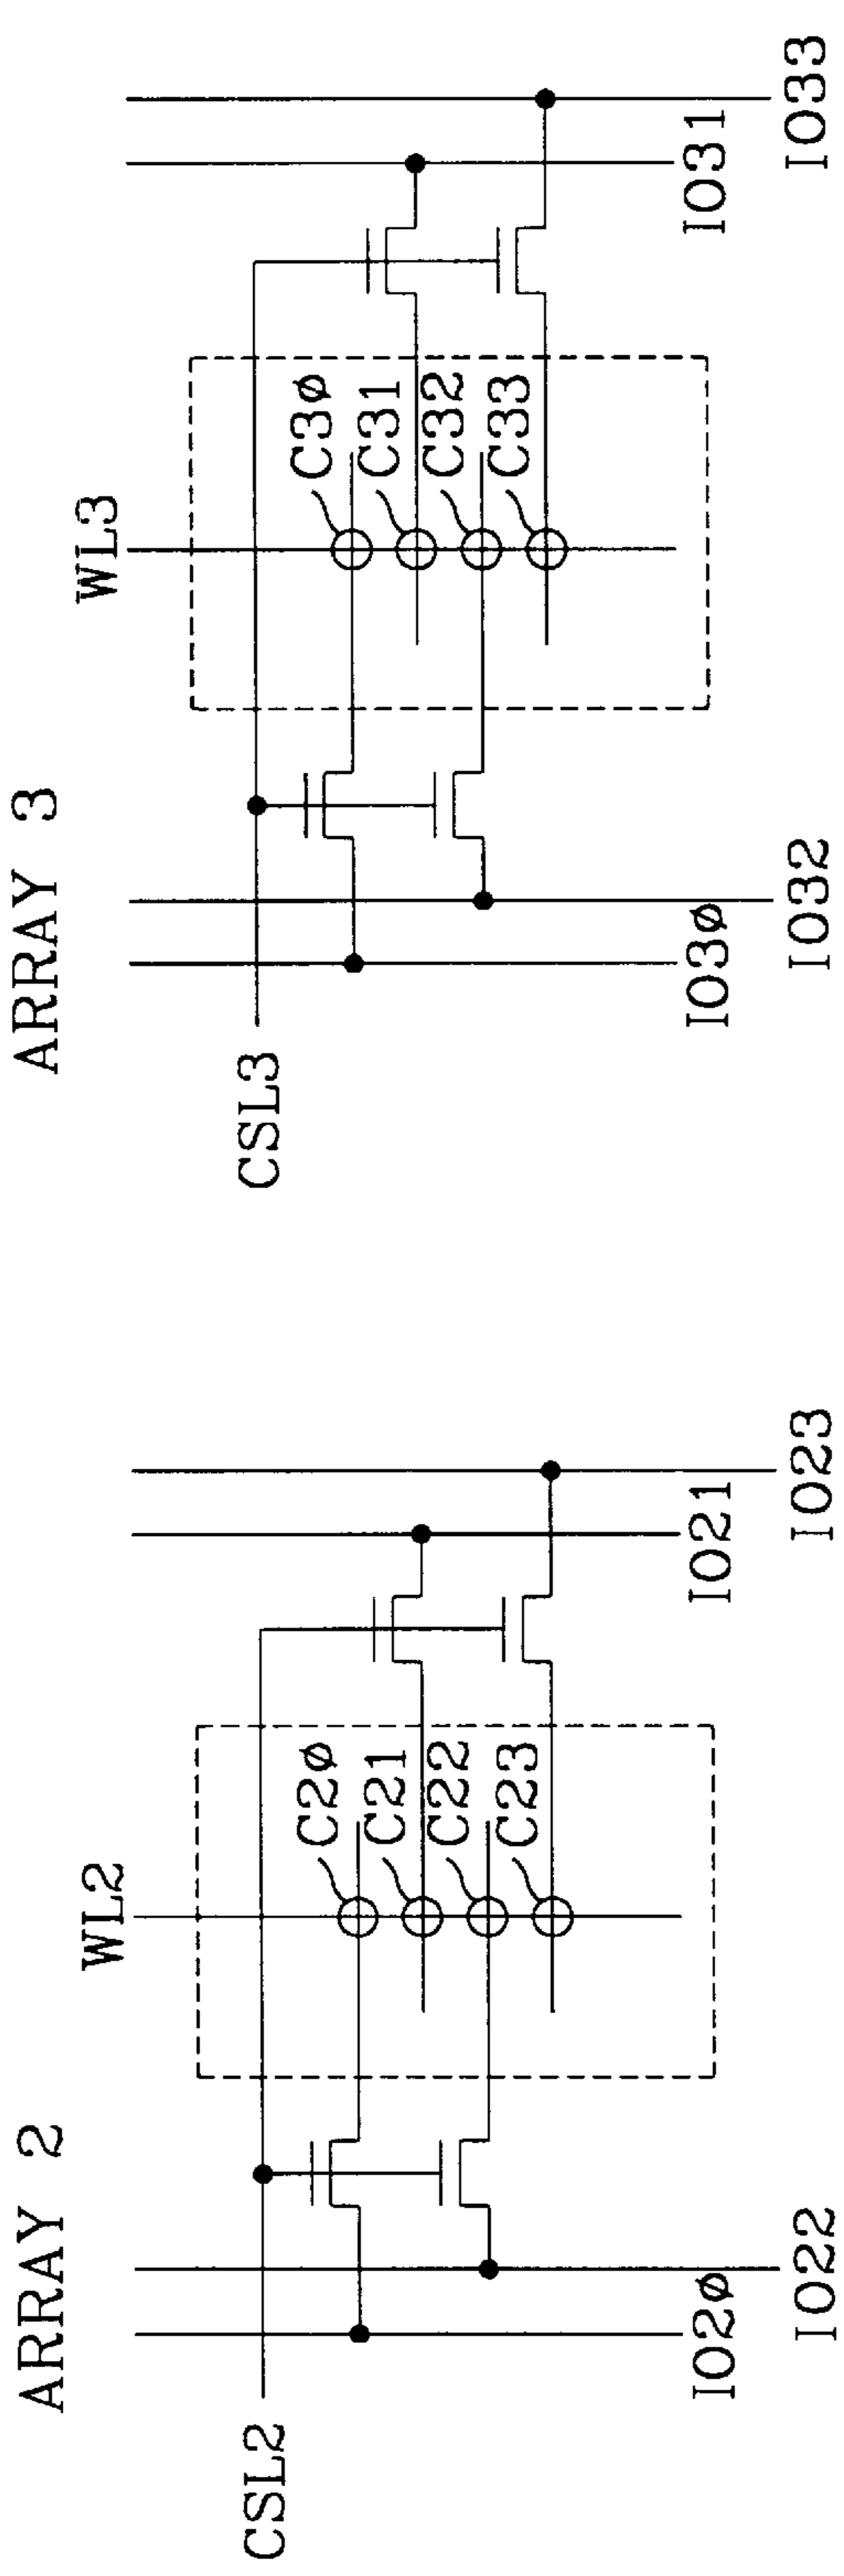 ARRAY 2
WL2
CSL2
C2ø
C21
C22
C23
IO2ø
IO21
IO22
IO23
ARRAY 3
WL3
CSL3
C3ø
C31
C32
C33
IO3ø
IO31
IO32
IO33